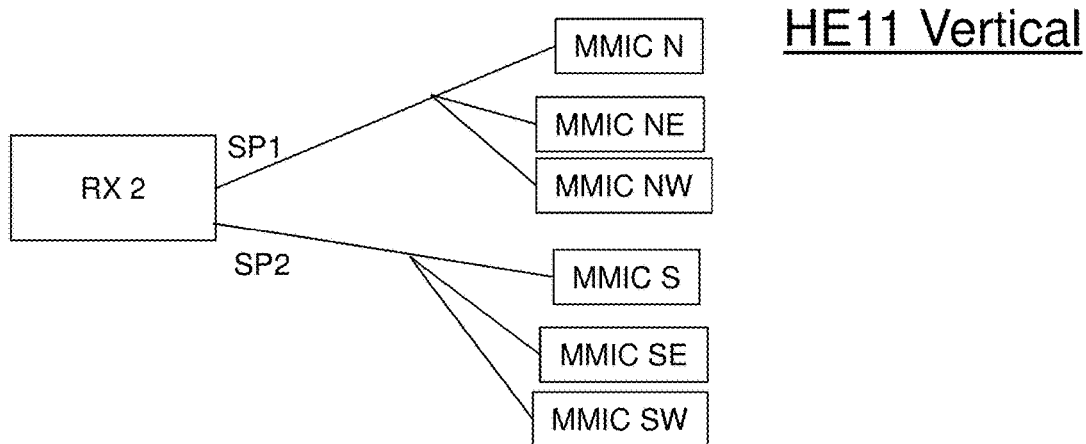 HE11 Vertical
MMIC N
MMIC NE
SP1
RX 2
MMIC NW
SP2
MMIC S
MMIC SE
MMIC SW